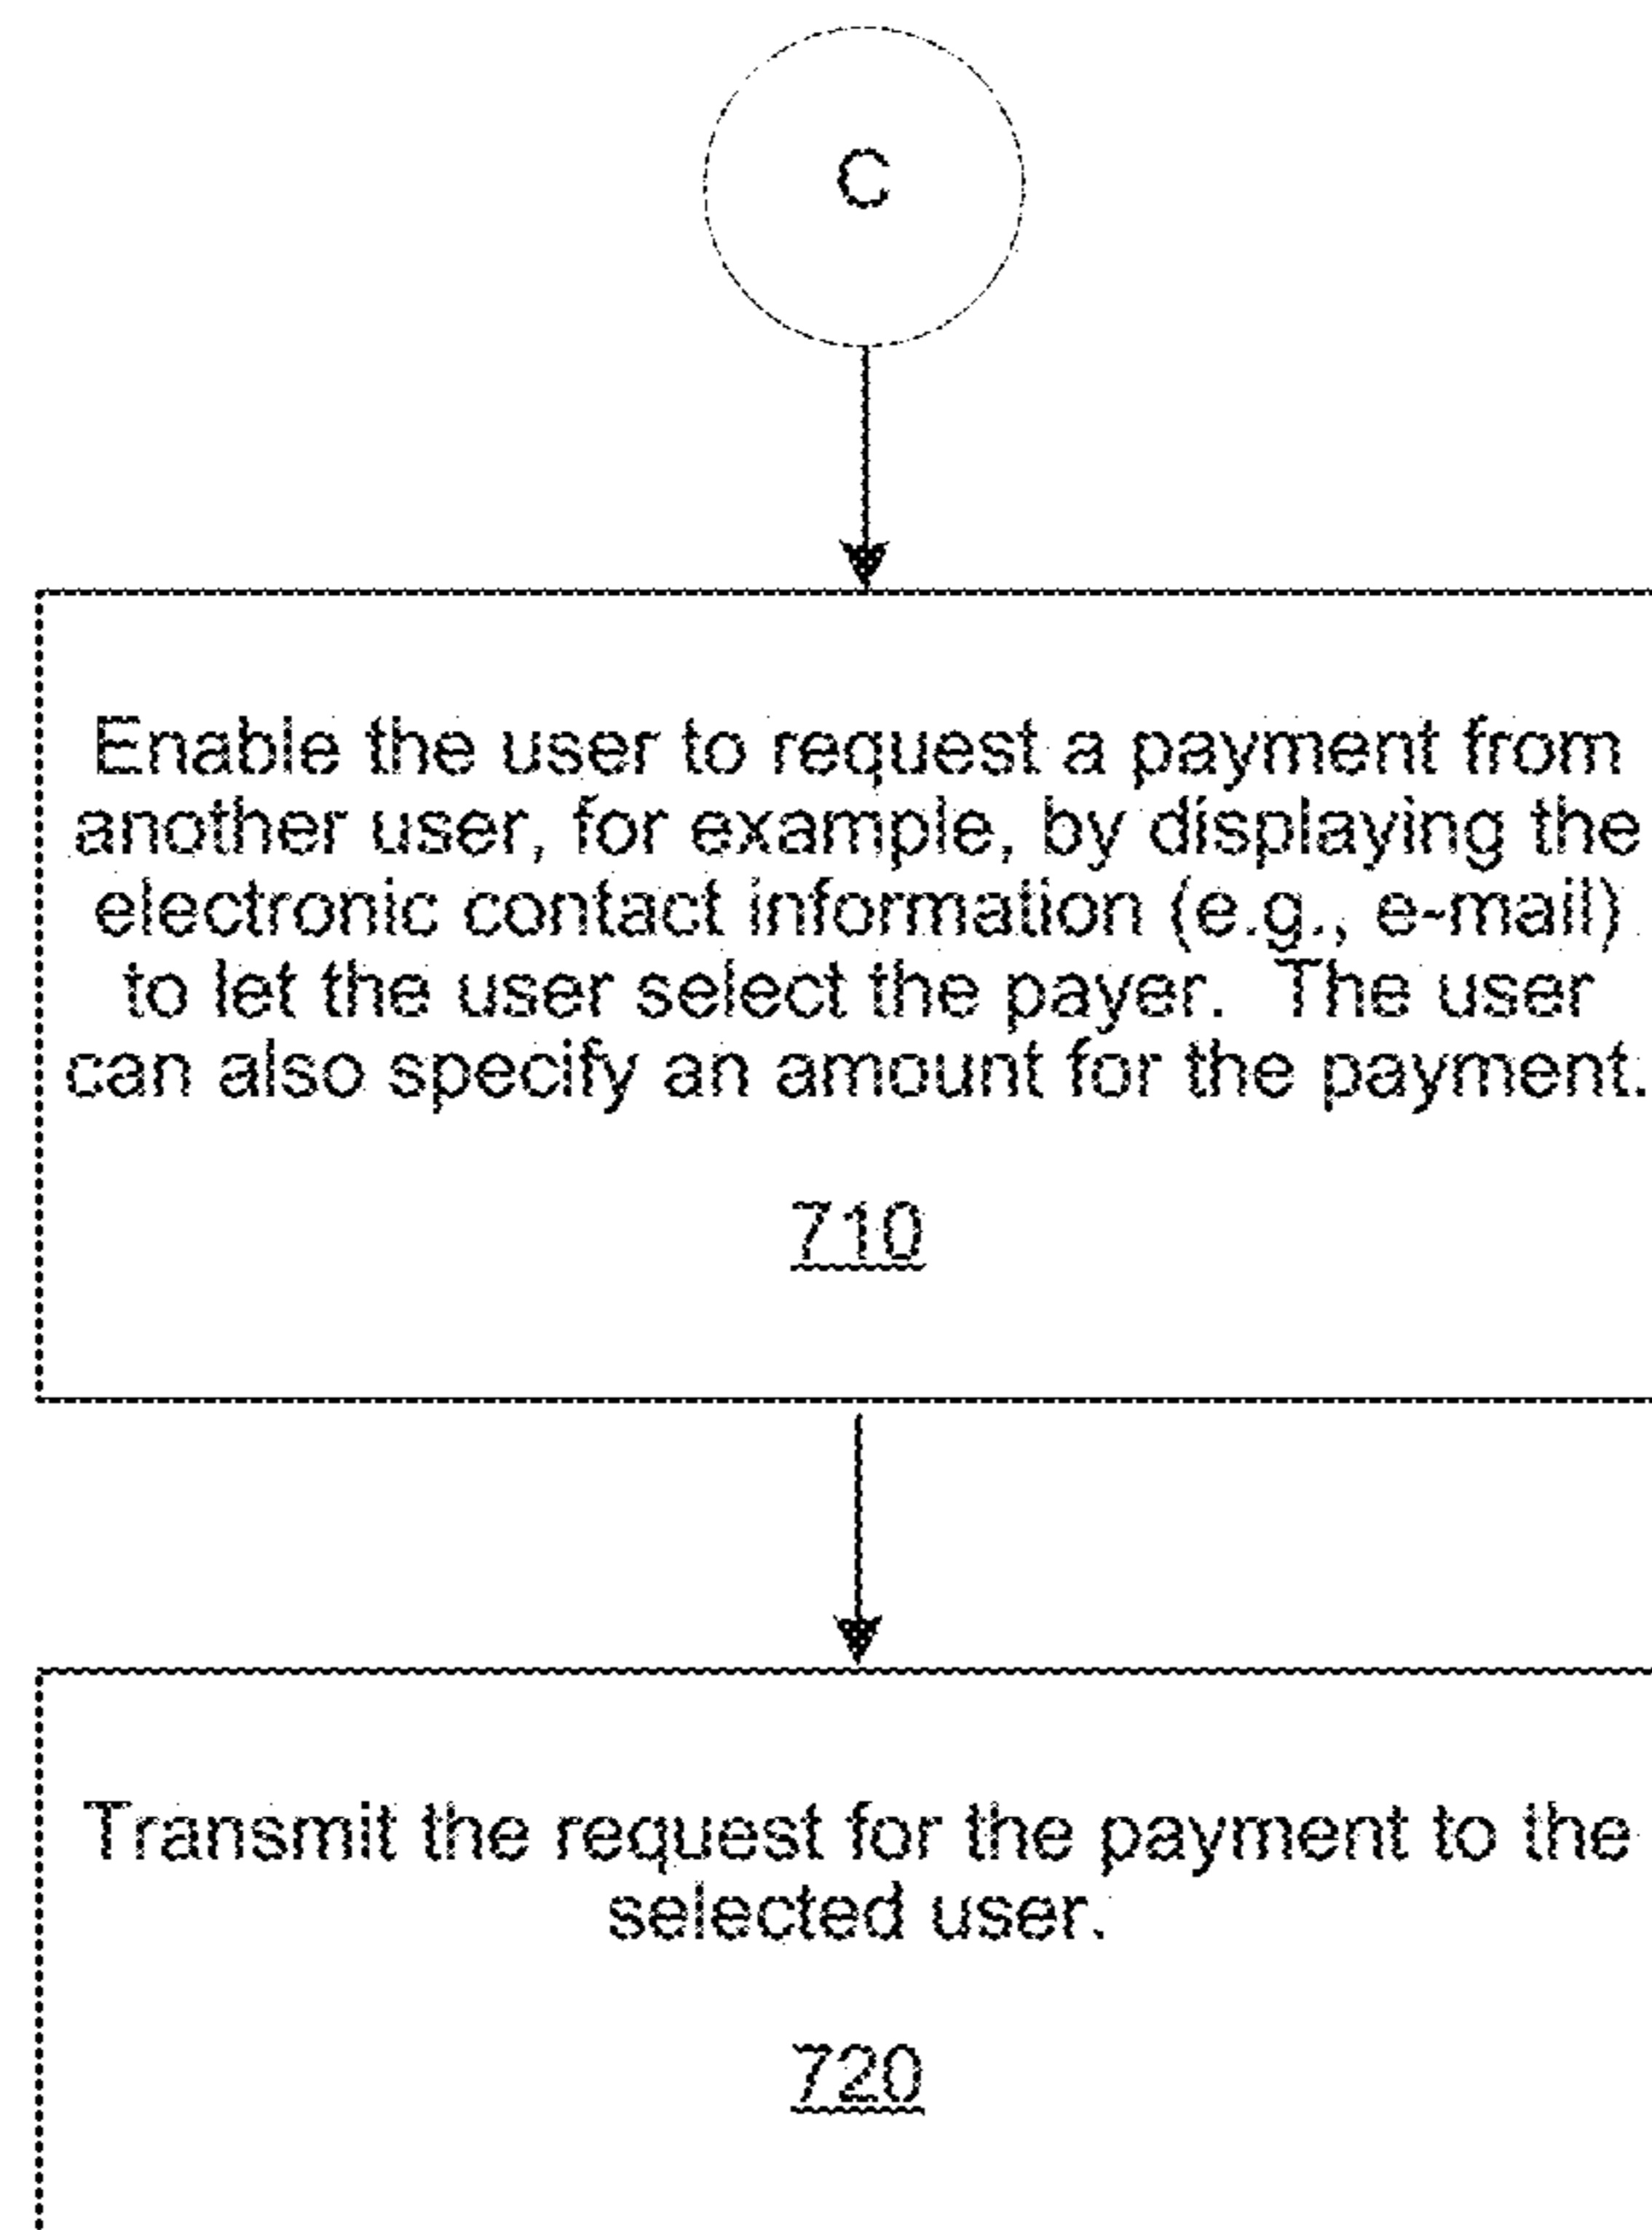 C
Enable the user to request a payment from
another user, for example, by displaying the
electronic contact information (e.g., e-mail)
to let the user select the payer. The user
can also specify an amount for the payment.
710
Transmit the request for the payment to the
selected user.
720